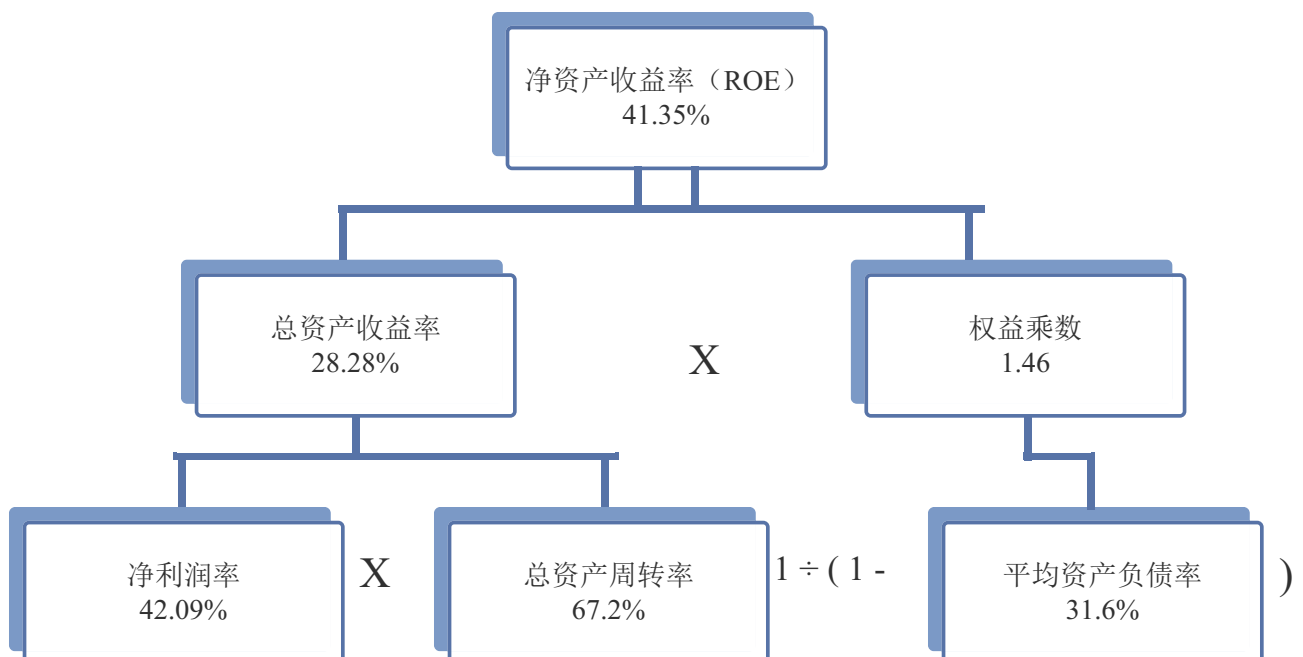 净资产收益率（ROE）
41.35%
总资产收益率
28.28%
X
权益乘数
1.46
净利润率
42.09%
X
总资产周转率
67.2%
1 ÷ ( 1 -
平均资产负债率
31.6%
)